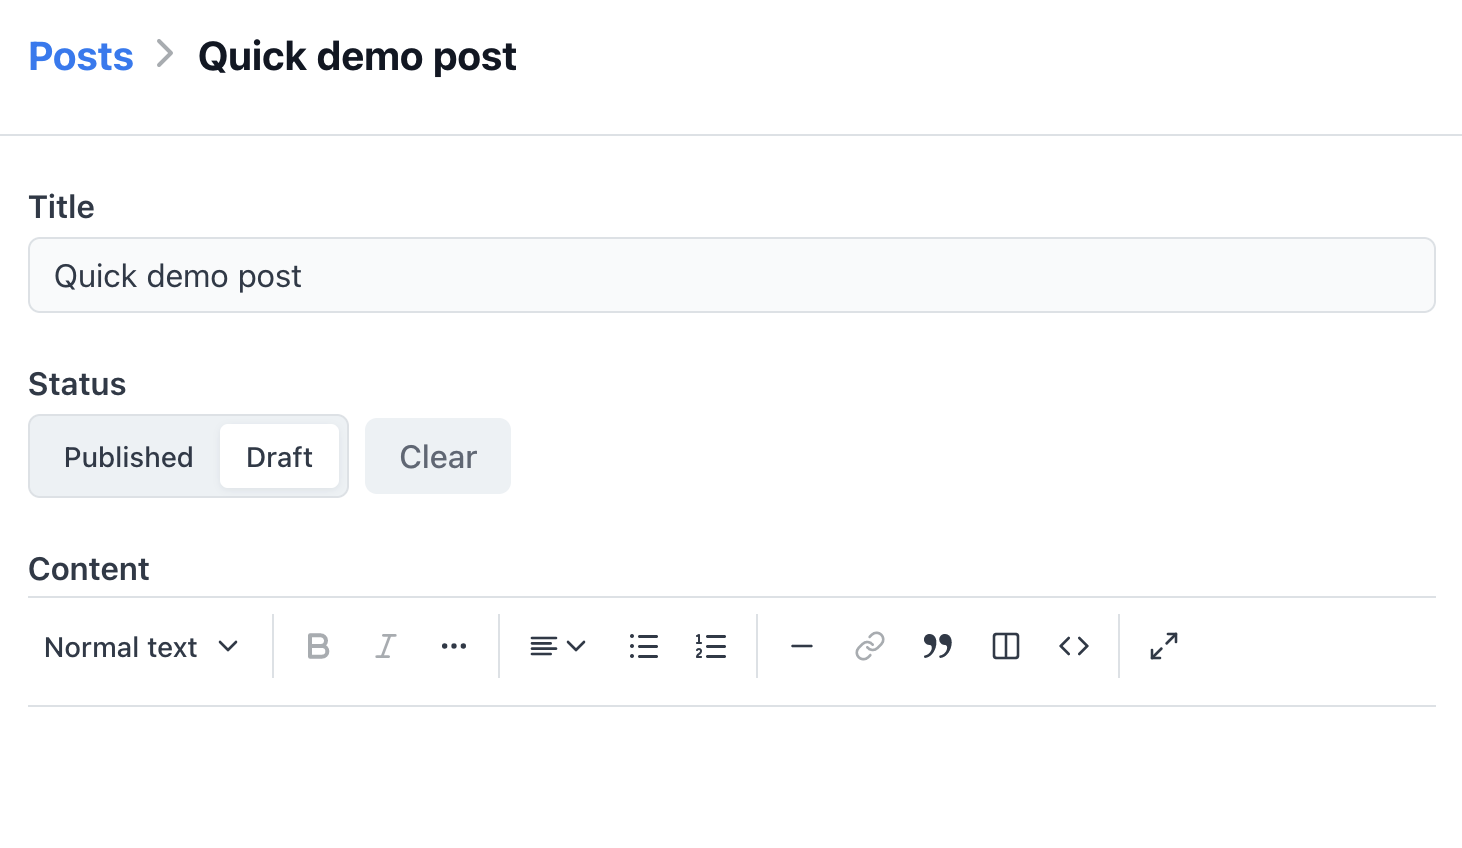 Posts > Quick demo post
Title
Quick demo post
Status
Published Draft Clear
Content
Normal text